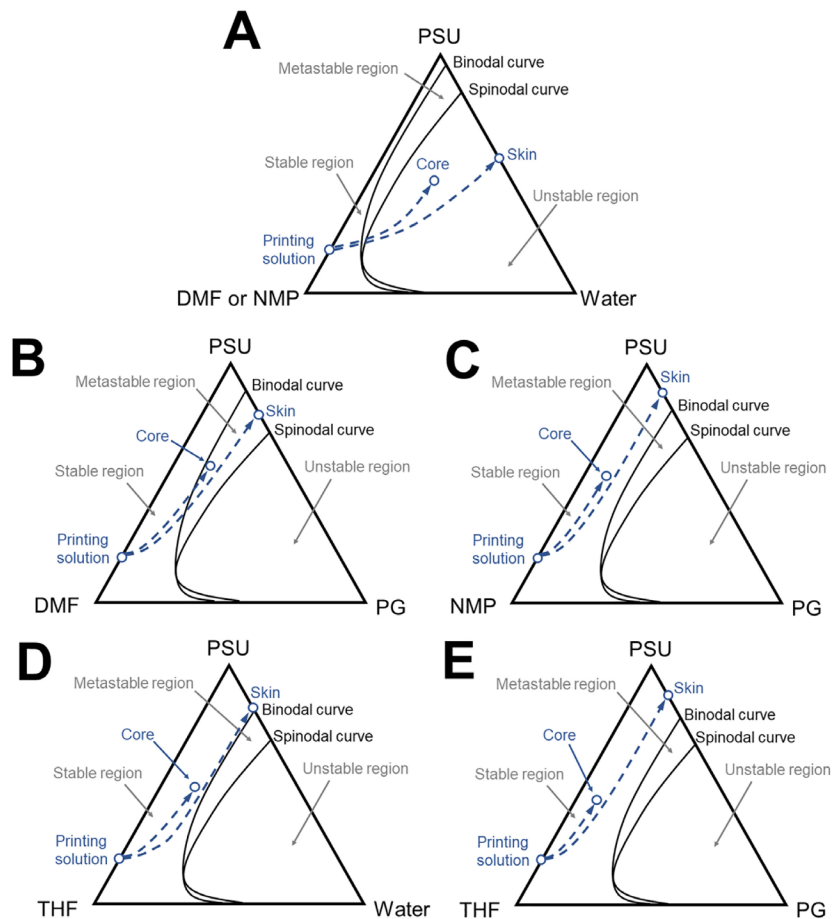 A
PSU
Binodal curve
Metastable region
Spinodal curve
Stable region
Core
Skin
Unstable region
Printing
solution
DMF or NMP
Water
B
PSU
Metastable region
Binodal curve
Skin
Core
Spinodal curve
Stable region
Unstable region
Printing
solution
DMF
PG
C
PSU
Skin
Metastable region
Binodal curve
Core
Spinodal curve
Stable region
Unstable region
Printing
solution
NMP
PG
D
PSU
Metastable region
Skin
Binodal curve
Core
Spinodal curve
Stable region
Unstable region
Printing
solution
THF
Water
E
PSU
Metastable region
Skin
Binodal curve
Core
Spinodal curve
Stable region
Unstable region
Printing
solution
THF
PG